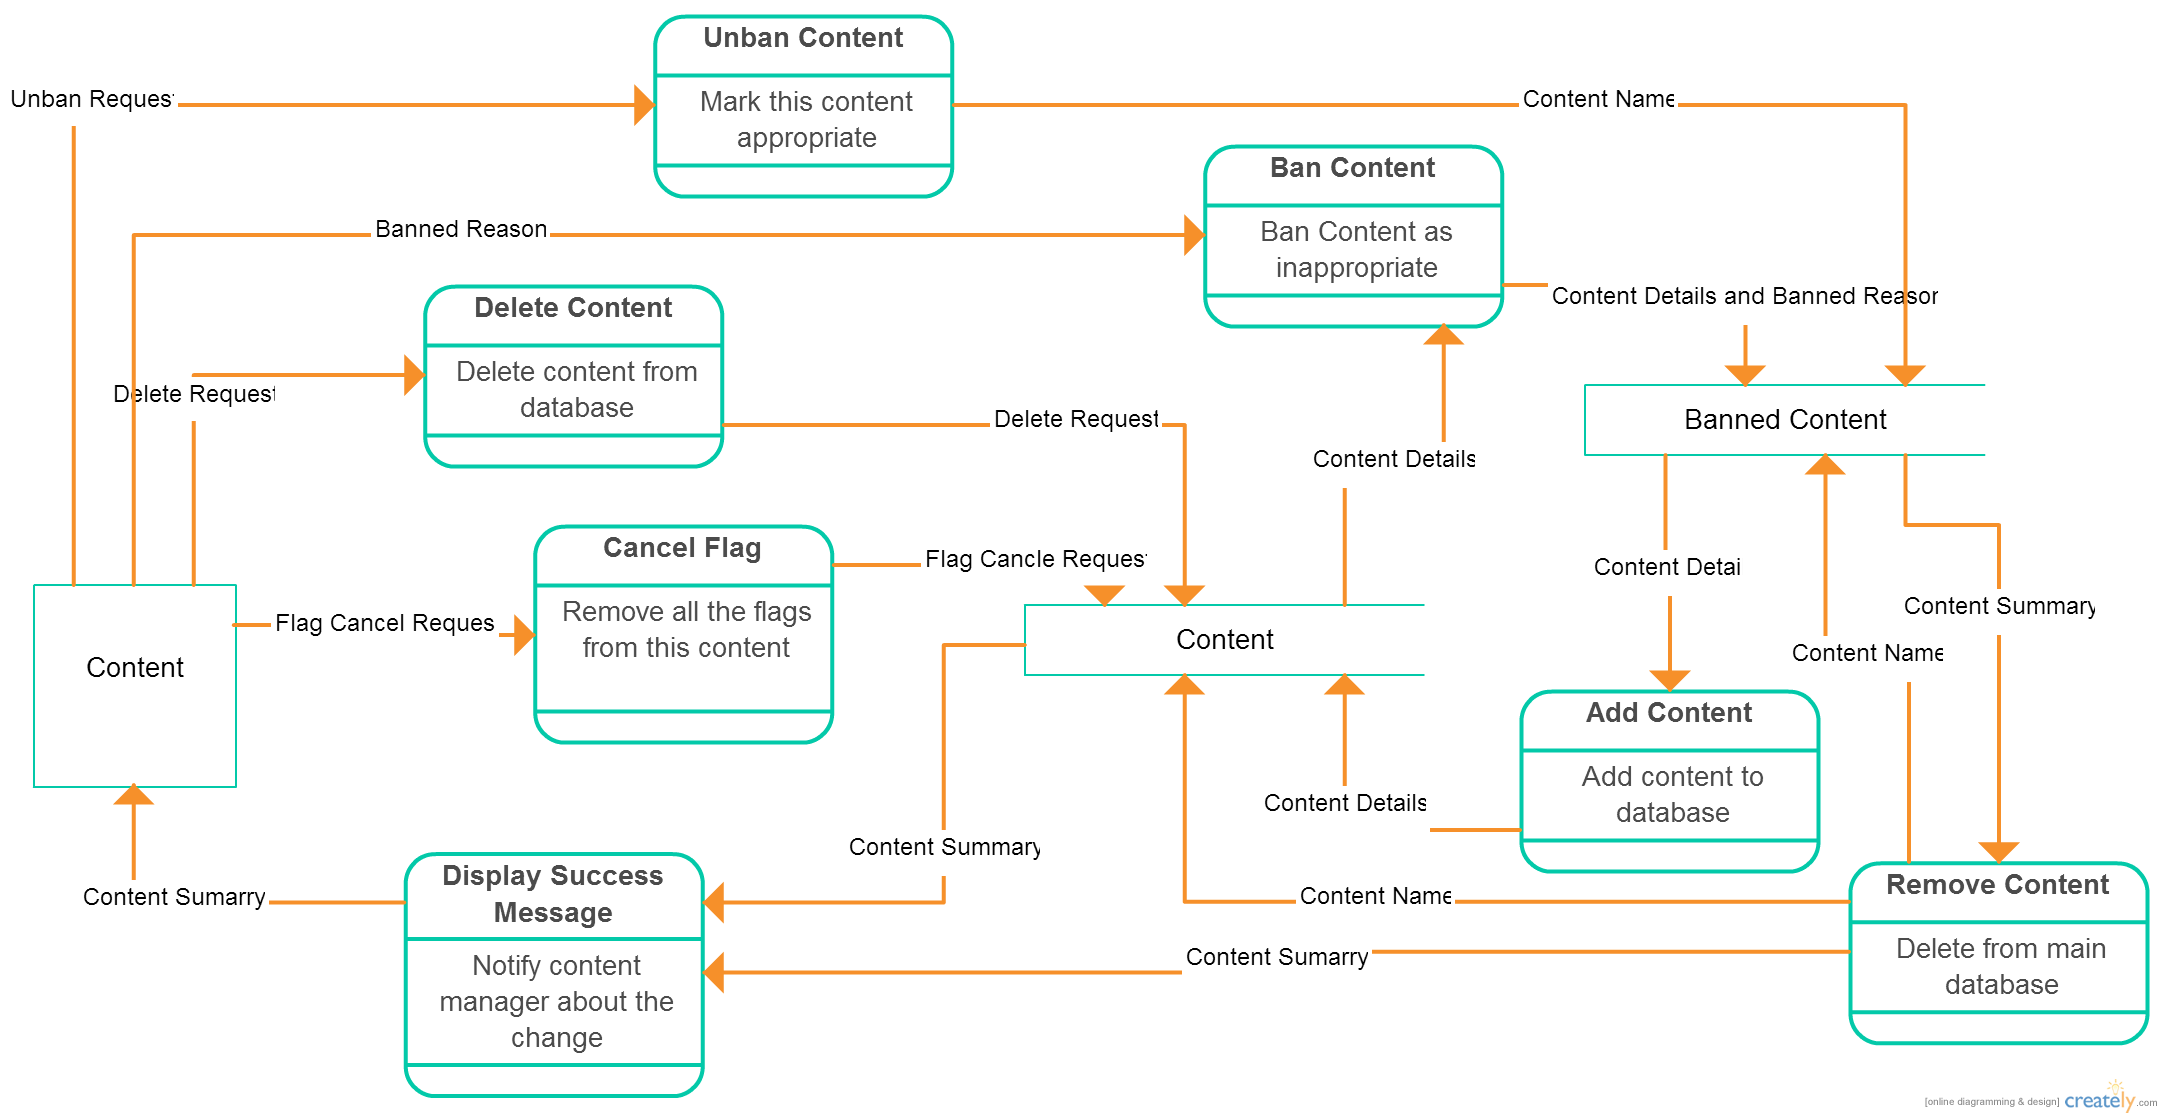 Unban Content
Unban Reques
Mark this content
appropriate
Content Name
Ban Content
Banned Reason
Ban Content as
inappropriate
Delete Content
Content Details and Banned Reason
Delete Request
Delete content from
database
Delete Request
Banned Content
Content Details
Cancel Flag
Flag Cancle Reques
Content Detai
Content Summary
Flag Cancel Reques
Remove all the flags
from this content
Content
Content Name
Content
Add Content
Add content to
database
Content Details
Content Summary
Display Success
Message
Content Sumarry
Content Name
Remove Content
Content Sumarry
Delete from main
database
Notify content
manager about the
change
[online diagramming & design] creately.com